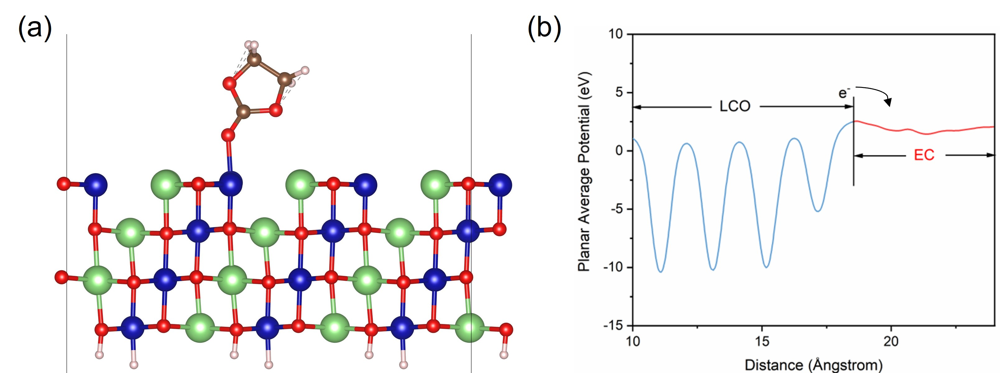 (a)
(b)
10
5
0
-5
-10
-15
Planar Average Potential (eV)
LCO
e-
EC
10
15
20
Distance (Ångstrom)